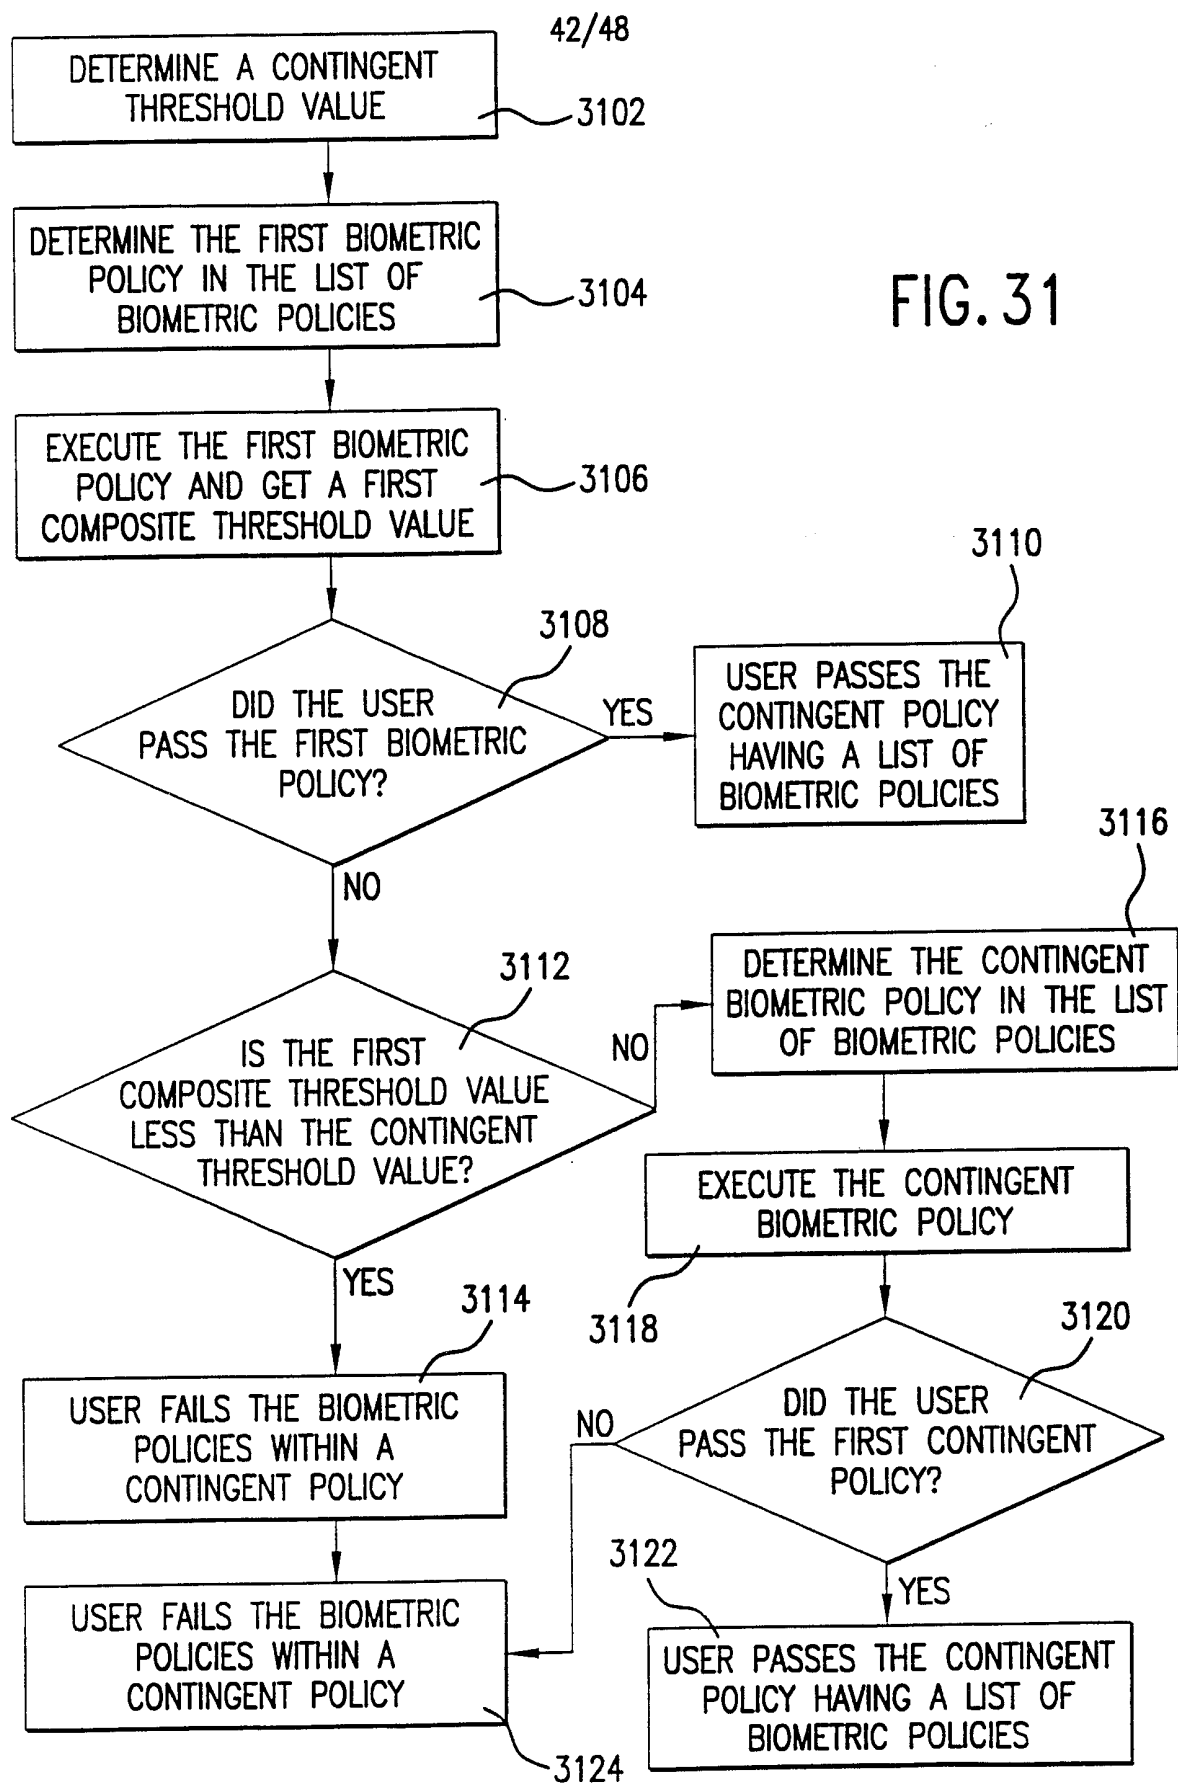 42/48
DETERMINE A CONTINGENT
THRESHOLD VALUE
3102
DETERMINE THE FIRST BIOMETRIC
POLICY IN THE LIST OF
BIOMETRIC POLICIES
3104
FIG. 31
EXECUTE THE FIRST BIOMETRIC
POLICY AND GET A FIRST
COMPOSITE THRESHOLD VALUE
3106
3108
DID THE USER
PASS THE FIRST BIOMETRIC
POLICY?
YES
3110
USER PASSES THE
CONTINGENT POLICY
HAVING A LIST OF
BIOMETRIC POLICIES
NO
3112
IS THE FIRST
COMPOSITE THRESHOLD VALUE
LESS THAN THE CONTINGENT
THRESHOLD VALUE?
NO
3116
DETERMINE THE CONTINGENT
BIOMETRIC POLICY IN THE LIST
OF BIOMETRIC POLICIES
EXECUTE THE CONTINGENT
BIOMETRIC POLICY
3118
YES
3114
USER FAILS THE BIOMETRIC
POLICIES WITHIN A
CONTINGENT POLICY
3120
DID THE USER
PASS THE FIRST CONTINGENT
POLICY?
NO
YES
3122
USER FAILS THE BIOMETRIC
POLICIES WITHIN A
CONTINGENT POLICY
3124
USER PASSES THE CONTINGENT
POLICY HAVING A LIST OF
BIOMETRIC POLICIES